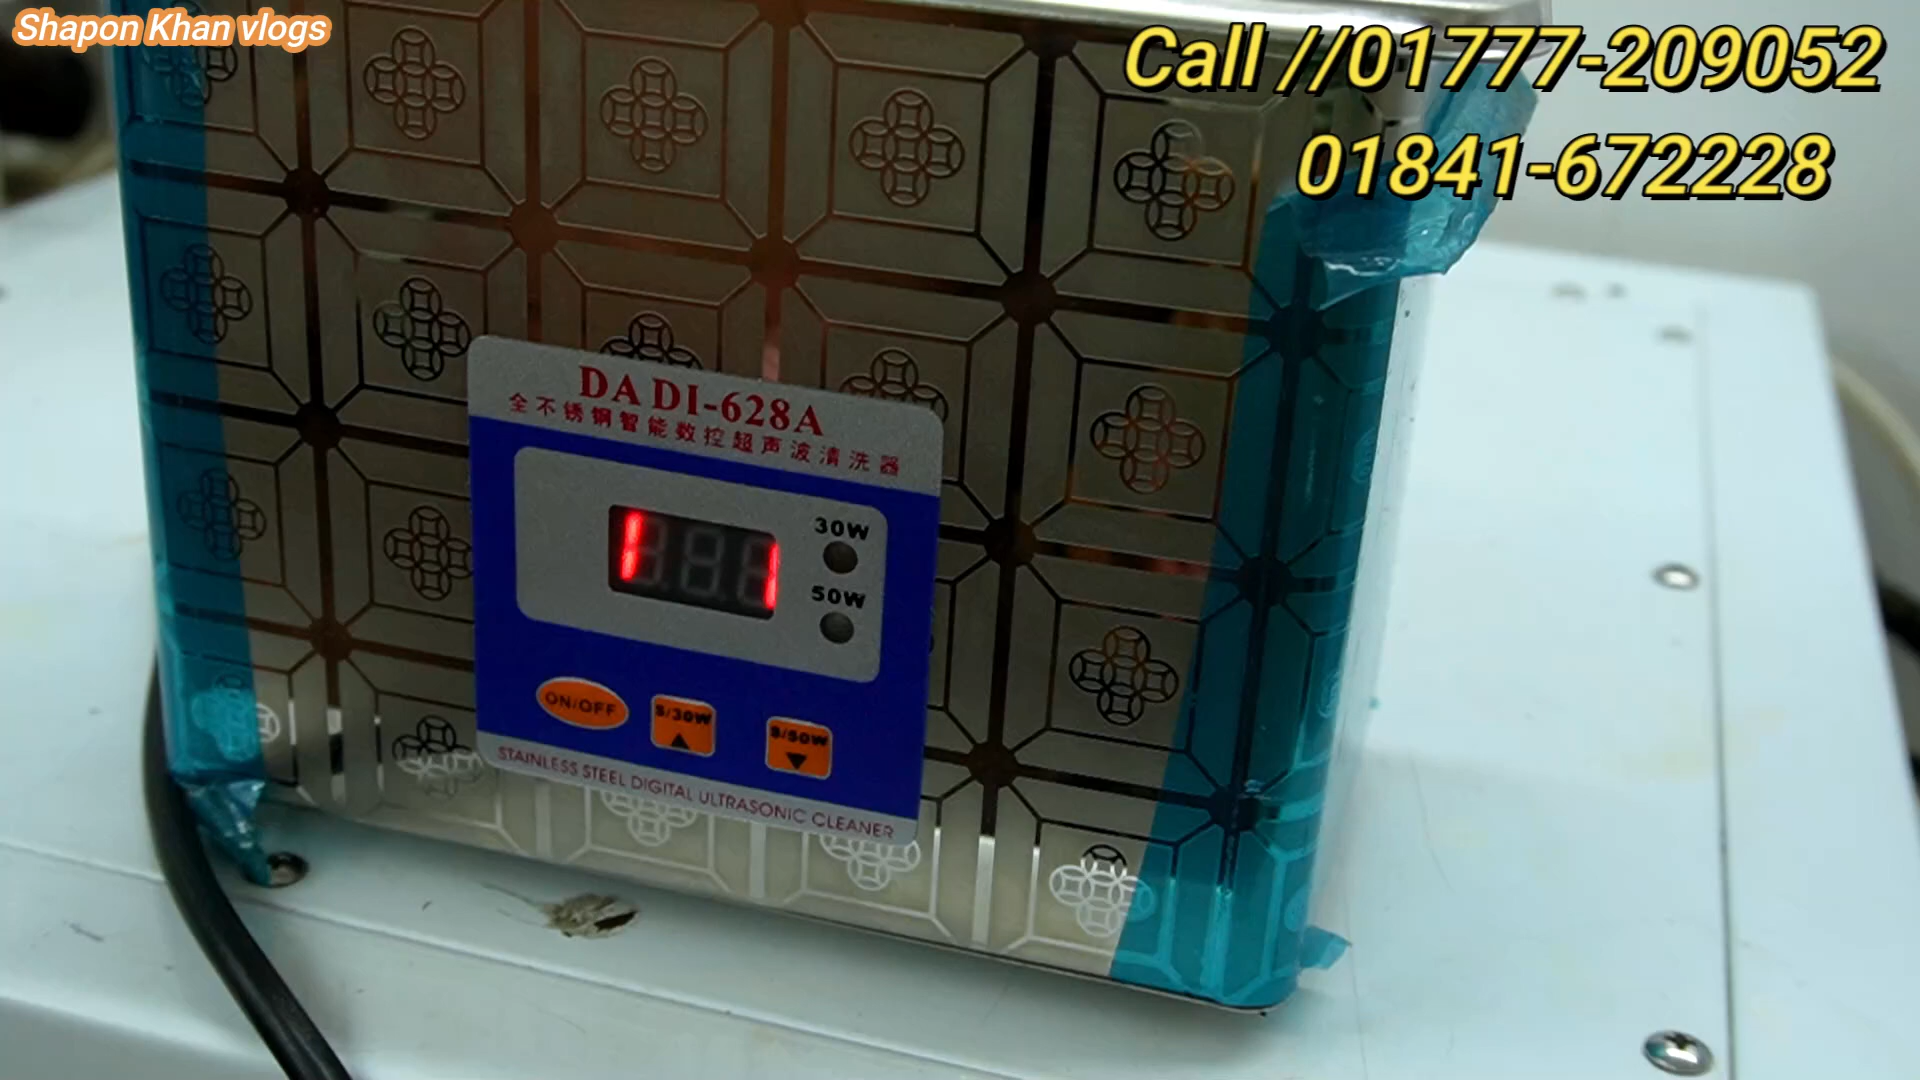 Shapon Khan vlogs
Call //01777-209052
01841-672228
DADI-628A
全不锈钢智能数控超声波清洗器
30W
50W
ON/OFF
S/30W
S/50W
STAINLESS STEEL DIGITAL ULTRASONIC CLEANER